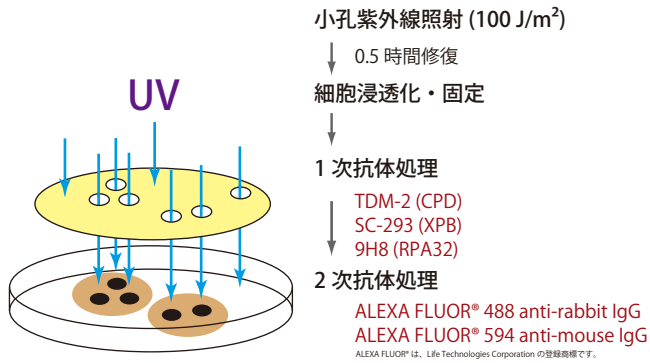 小孔紫外線照射 (100 J/m²)
0.5 時間修復
UV
細胞浸透化・固定
1 次抗体処理
TDM-2 (CPD)
SC-293 (XPB)
9H8 (RPA32)
2 次抗体処理
ALEXA FLUOR® 488 anti-rabbit IgG
ALEXA FLUOR® 594 anti-mouse IgG
ALEXA FLUOR® は、Life Technologies Corporation の登録商標です。